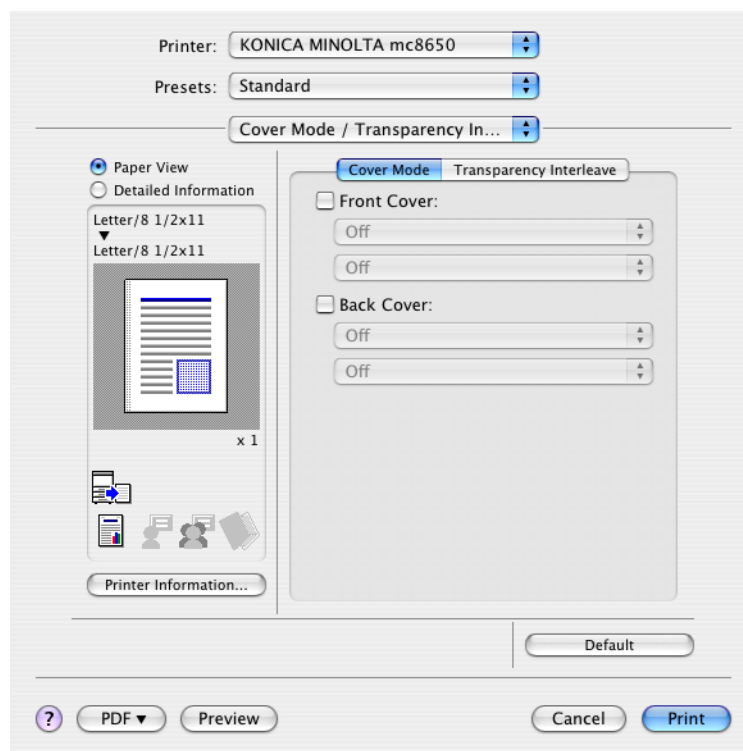 Printer: KONICA MINOLTA mc8650
Presets: Standard
Cover Mode / Transparency In...
Paper View
Detailed Information
Letter/8 1/2x11
▼
Letter/8 1/2x11
x 1
Printer Information...
Cover Mode Transparency Interleave
Front Cover:
Off
Off
Back Cover:
Off
Off
Default
? PDF ▼ Preview Cancel Print